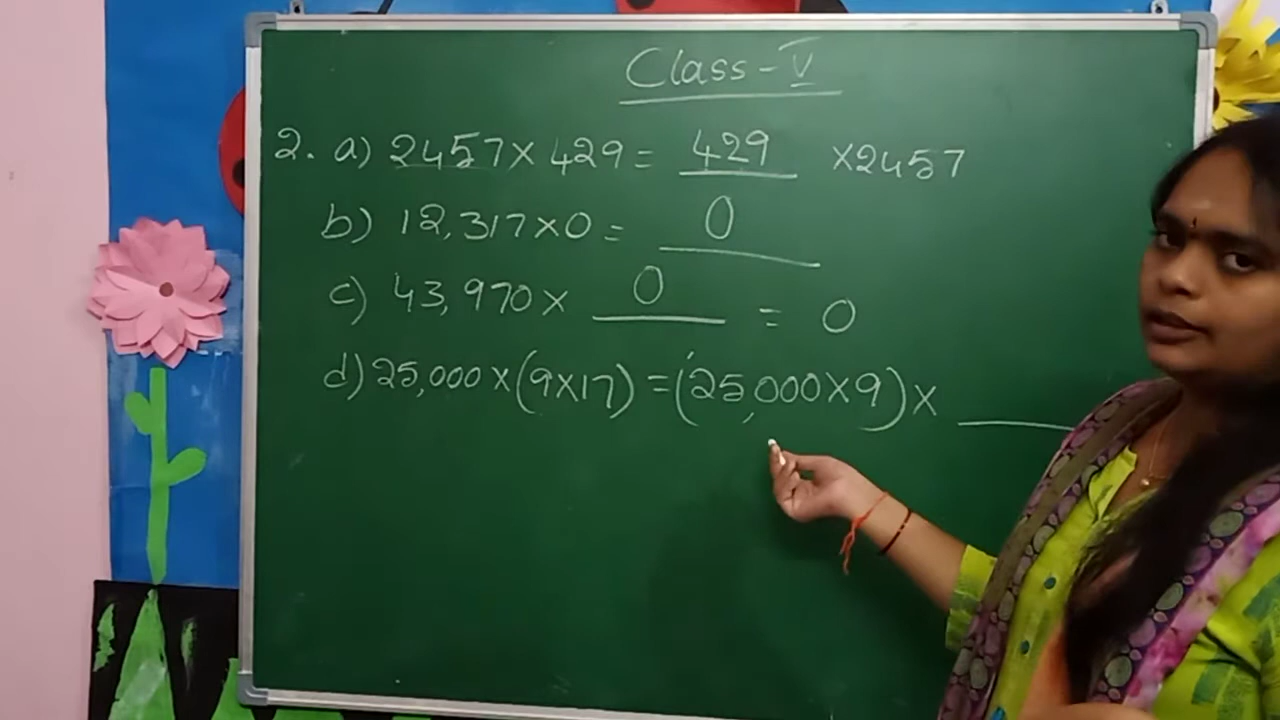 Class - V
2. a) 2457 × 429 = 429 × 2457
b) 12,317 × 0 = 0
c) 43,970 × 0 = 0
d) 25,000 × (9 × 17) = (25,000 × 9) × ____